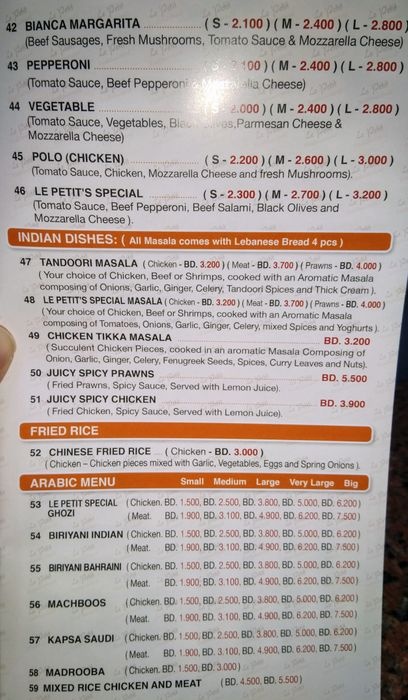 42 BIANCA MARGARITA ( S - 2.100 ) ( M - 2.400 ) ( L - 2.800 )
(Beef Sausages, Fresh Mushrooms, Tomato Sauce & Mozzarella Cheese)
43 PEPPERONI 2.100 ) ( M - 2.400 ) ( L - 2.800 )
(Tomato Sauce, Beef Pepperoni Cheese)
44 VEGETABLE 2.000 ) ( M - 2.400 ) ( L - 2.800 )
(Tomato Sauce, Vegetables, Black Olives,Parmesan Cheese &
Mozzarella Cheese)
45 POLO (CHICKEN) ( S - 2.200 ) ( M - 2.600 ) ( L - 3.000 )
(Tomato Sauce, Chicken, Mozzarella Cheese and fresh Mushrooms).
46 LE PETIT'S SPECIAL ( S - 2.300 ) ( M - 2.700 ) ( L - 3.200 )
(Tomato Sauce, Beef Pepperoni, Beef Salami, Black Olives and
Mozzarella Cheese ).
INDIAN DISHES: ( All Masala comes with Lebanese Bread 4 pcs )
47 TANDOORI MASALA ( Chicken - BD. 3.200 ) ( Meat - BD. 3.700 ) ( Prawns - BD. 4.000 )
( Your choice of Chicken, Beef or Shrimps, cooked with an Aromatic Masala
composing of Onions, Garlic, Ginger, Celery, Tandoori Spices and Thick Cream ).
48 LE PETIT'S SPECIAL MASALA ( Chicken - BD. 3.200 ) ( Meat - BD. 3.700 ) ( Prawns - BD. 4.000 )
( Your choice of Chicken, Beef or Shrimps, cooked with an Aromatic Masala
composing of Tomatoes, Onions, Garlic, Ginger, Celery, mixed Spices and Yoghurts ).
49 CHICKEN TIKKA MASALA BD. 3.200
( Succulent Chicken Pieces, cooked in an aromatic Masala Composing of
Onion, Garlic, Ginger, Celery, Fenugreek Seeds, Spices, Curry Leaves and Nuts).
50 JUICY SPICY PRAWNS BD. 5.500
( Fried Prawns, Spicy Sauce, Served with Lemon Juice).
51 JUICY SPICY CHICKEN BD. 3.900
( Fried Chicken, Spicy Sauce, Served with Lemon Juice).
FRIED RICE
52 CHINESE FRIED RICE ( Chicken - BD. 3.000 )
( Chicken – Chicken pieces mixed with Garlic, Vegetables, Eggs and Spring Onions ).
ARABIC MENU Small Medium Large Very Large Big
53 LE PETIT SPECIAL GHOZI ( Chicken. BD. 1.500, BD. 2.500, BD. 3.800, BD. 5.000, BD. 6.200 )
( Meat. BD. 1.900, BD. 3.100, BD. 4.900, BD. 6.200, BD. 7.500 )
54 BIRIYANI INDIAN ( Chicken. BD. 1.500, BD. 2.500, BD. 3.800, BD. 5.000, BD. 6.200 )
( Meat. BD. 1.900, BD. 3.100, BD. 4.900, BD. 6.200, BD. 7.500 )
55 BIRIYANI BAHRAINI ( Chicken. BD. 1.500, BD. 2.500, BD. 3.800, BD. 5.000, BD. 6.200 )
( Meat. BD. 1.900, BD. 3.100, BD. 4.900, BD. 6.200, BD. 7.500 )
56 MACHBOOS ( Chicken. BD. 1.500, BD. 2.500, BD. 3.800, BD. 5.000, BD. 6.200 )
( Meat. BD. 1.900, BD. 3.100, BD. 4.900, BD. 6.200, BD. 7.500 )
57 KAPSA SAUDI ( Chicken. BD. 1.500, BD. 2.500, BD. 3.800, BD. 5.000, BD. 6.200 )
( Meat. BD. 1.900, BD. 3.100, BD. 4.900, BD. 6.200, BD. 7.500 )
58 MADROOBA ( Chicken. BD. 1.500, BD. 3.000 )
59 MIXED RICE CHICKEN AND MEAT ( BD. 4.500, BD. 5.500 )